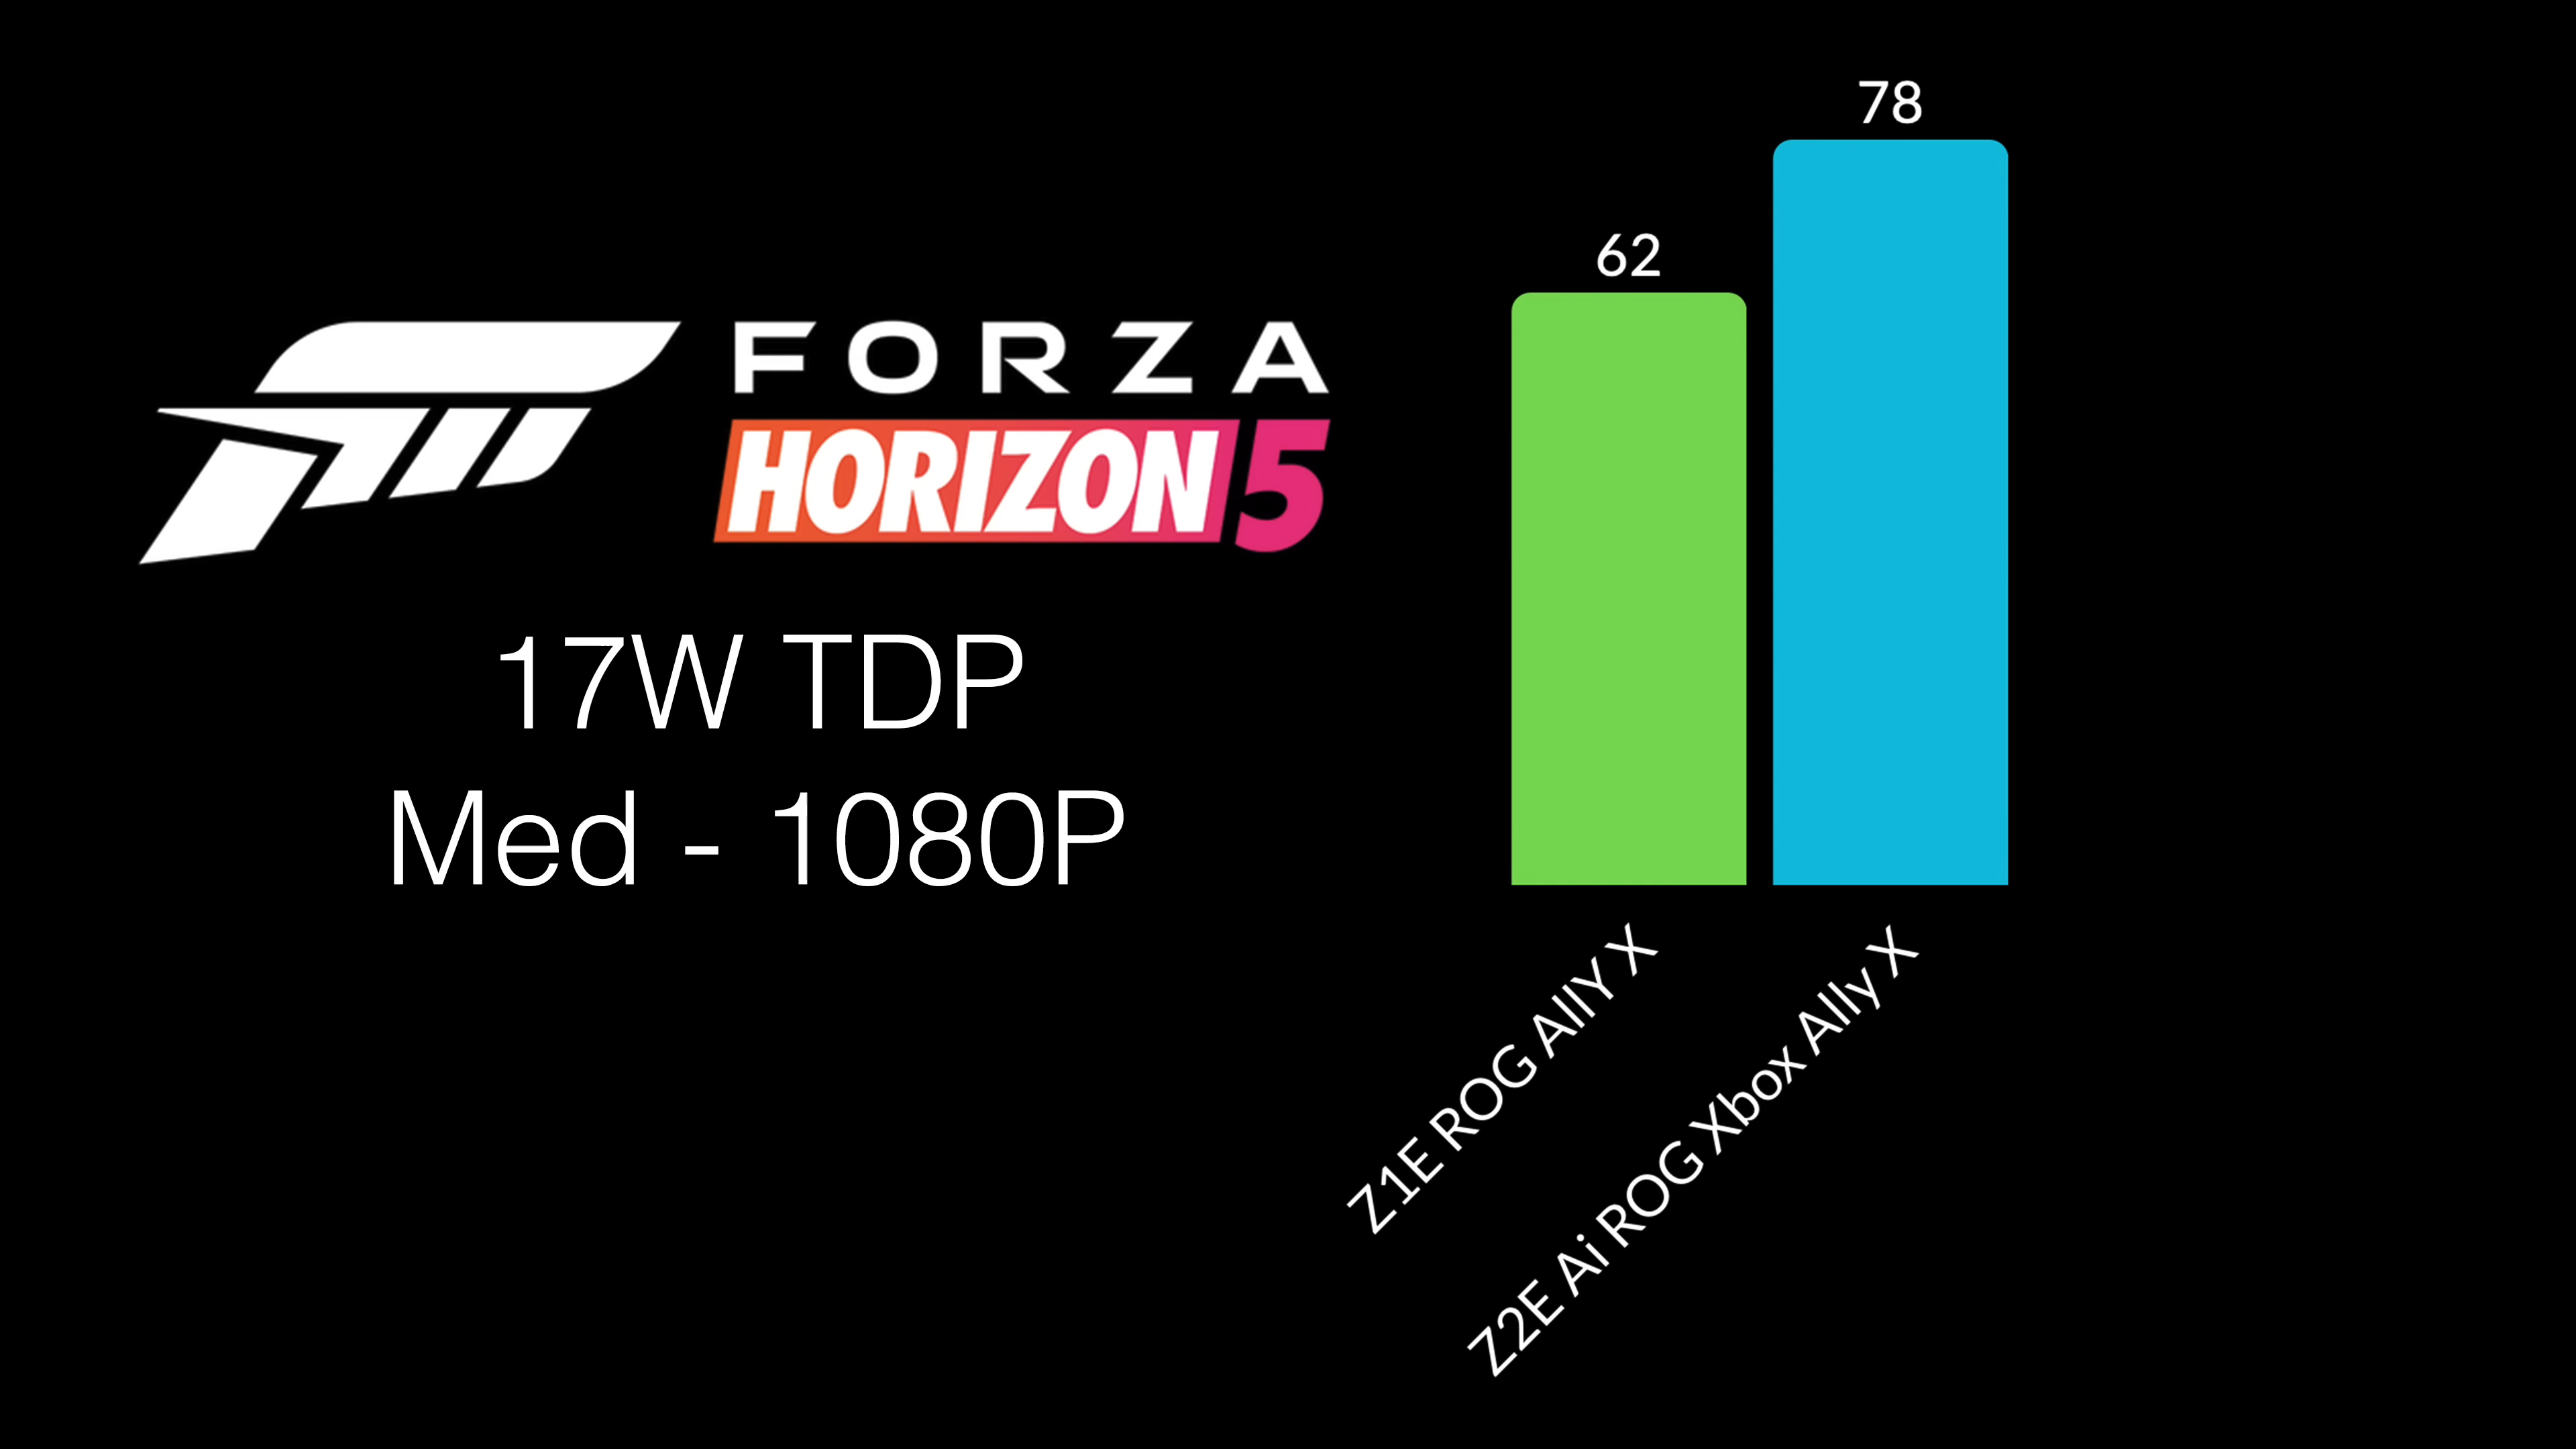 FORZA
HORIZON 5
17W TDP
Med - 1080P
62
78
Z1E ROG AllY X
Z2E Ai ROG Xbox Ally X